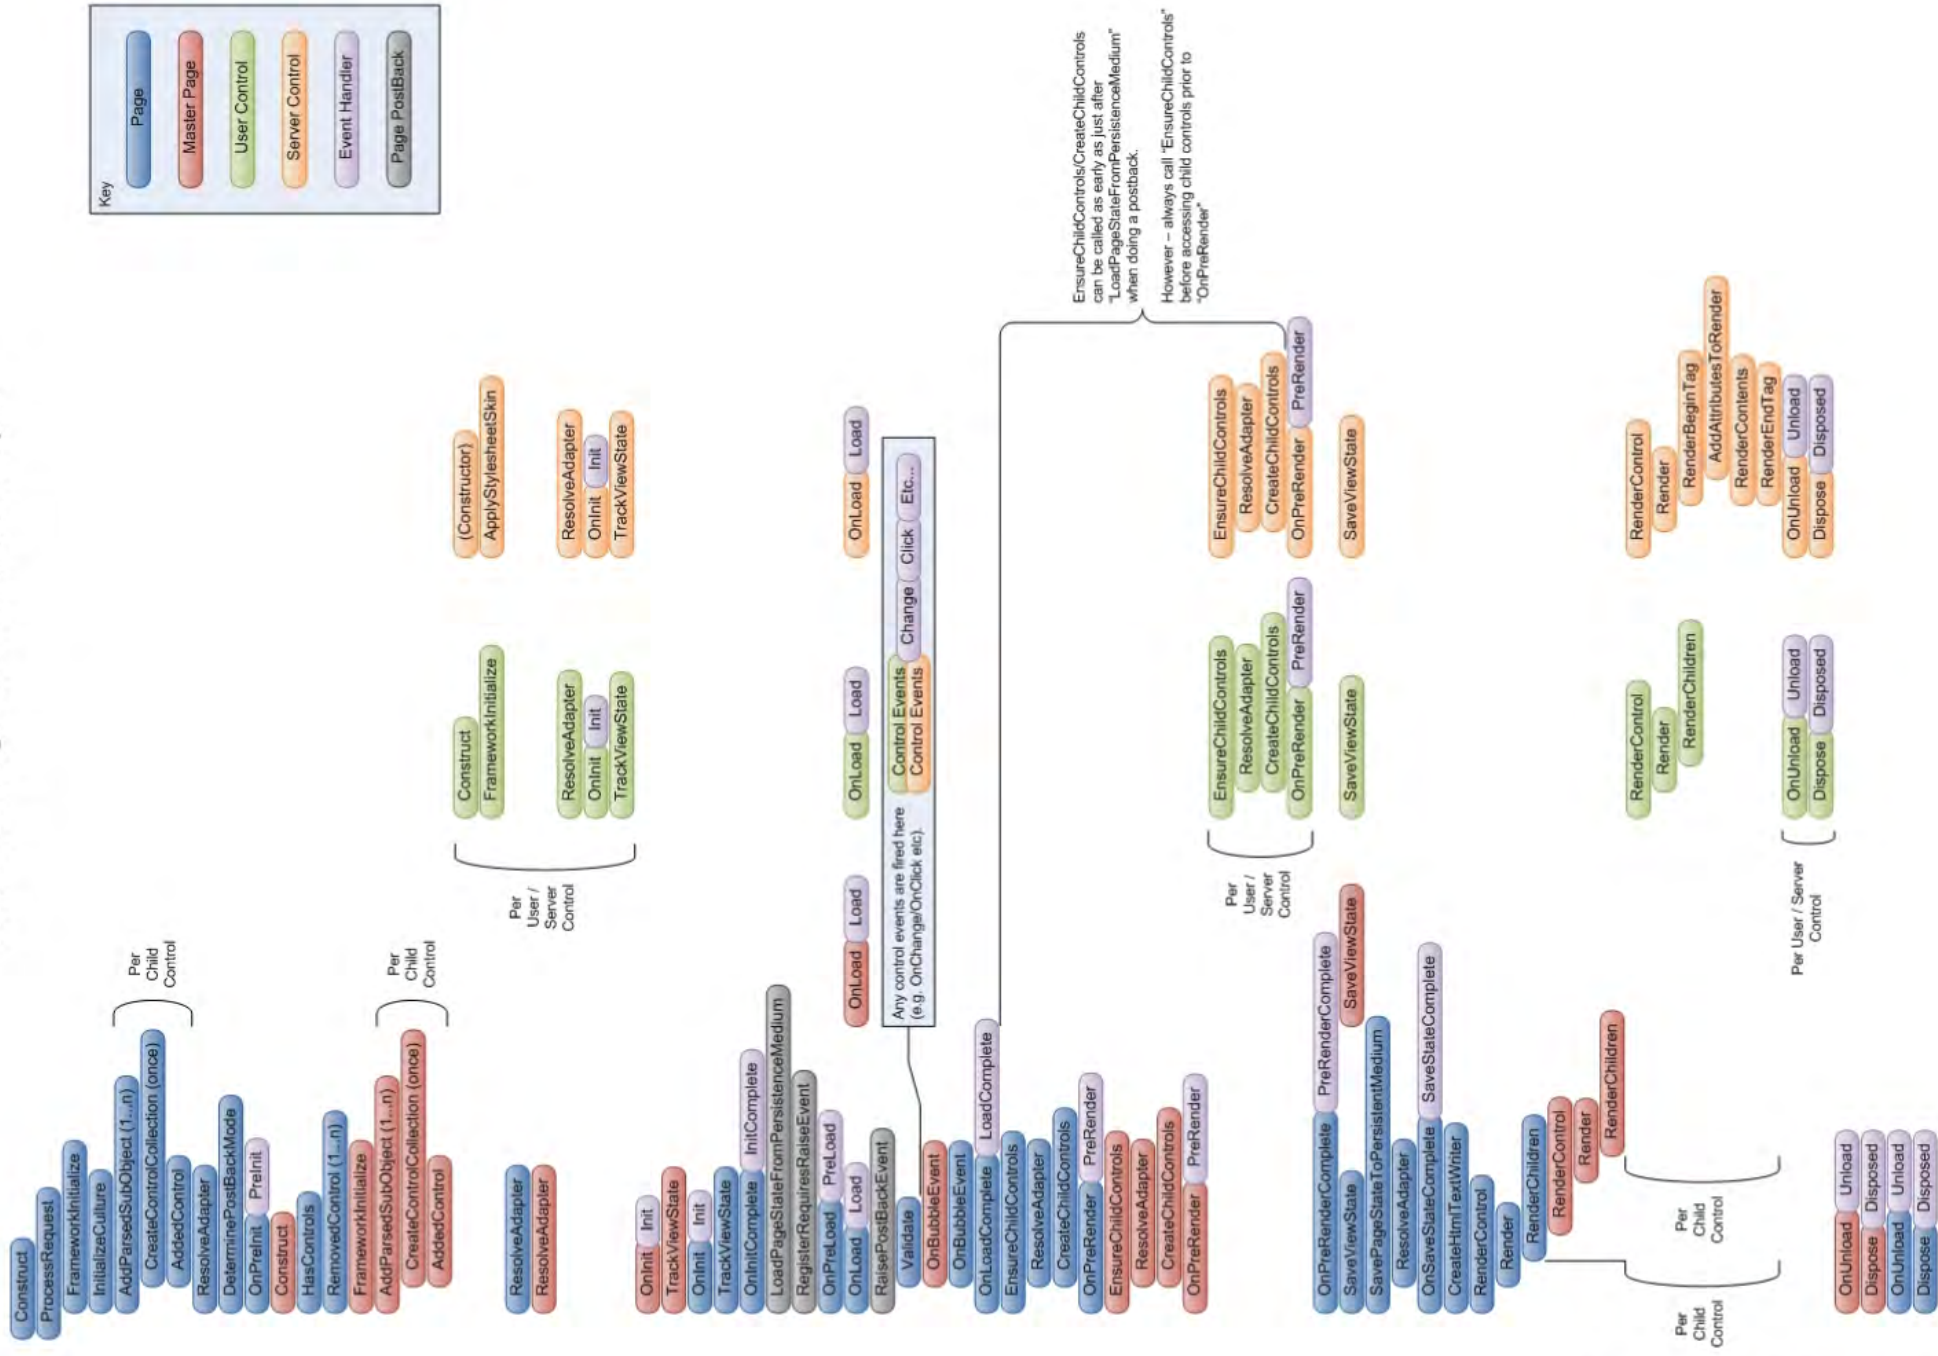 Key
Page
Master Page
User Control
Server Control
Event Handler
Page PostBack
Construct
ProcessRequest
FrameworkInitialize
InitializeCulture
AddParsedSubObject (1...n)
CreateControlCollection (once)
AddedControl
Per
Child
Control
ResolveAdapter
DeterminePostBackMode
OnPreInit PreInit
Construct
HasControls
RemovedControl (1...n)
FrameworkInitialize
AddParsedSubObject (1...n)
CreateControlCollection (once)
AddedControl
Per
Child
Control
Per
User /
Server
Control
Construct (Constructor)
FrameworkInitialize ApplyStylesheetSkin
ResolveAdapter
ResolveAdapter
ResolveAdapter ResolveAdapter
OnInit Init OnInit Init
TrackViewState TrackViewState
OnInit Init
TrackViewState
OnInit Init
TrackViewState
OnInitComplete InitComplete
LoadPageStateFromPersistenceMedium
RegisterRequiresRaiseEvent
OnPreLoad PreLoad
OnLoad Load OnLoad Load OnLoad Load OnLoad Load
RaisePostBackEvent
Any control events are fired here
(e.g. OnChange/OnClick etc).
Control Events
Control Events
Change Click Etc...
Validate
OnBubbleEvent
OnBubbleEvent
OnLoadComplete LoadComplete
EnsureChildControls
ResolveAdapter
CreateChildControls
OnPreRender PreRender
EnsureChildControls
ResolveAdapter
CreateChildControls
OnPreRender PreRender
EnsureChildControls/CreateChildControls
can be called as early as just after
"LoadPageStateFromPersistenceMedium"
when doing a postback.
However – always call "EnsureChildControls"
before accessing child controls prior to
"OnPreRender"
Per
User /
Server
Control
EnsureChildControls EnsureChildControls
ResolveAdapter ResolveAdapter
CreateChildControls CreateChildControls
OnPreRender PreRender OnPreRender PreRender
OnPreRenderComplete PreRenderComplete
SaveViewState SaveViewState SaveViewState SaveViewState
SavePageStateToPersistentMedium
ResolveAdapter
OnSaveStateComplete SaveStateComplete
CreateHtmlTextWriter
RenderControl
Render
RenderChildren
RenderControl
Render
RenderChildren
Per
Child
Control
Per
Child
Control
RenderControl RenderControl
Render Render
RenderChildren RenderBeginTag
AddAttributesToRender
RenderContents
RenderEndTag
Per User / Server
Control
OnUnload Unload OnUnload Unload
Dispose Disposed Dispose Disposed
OnUnload Unload
Dispose Disposed
OnUnload Unload
Dispose Disposed